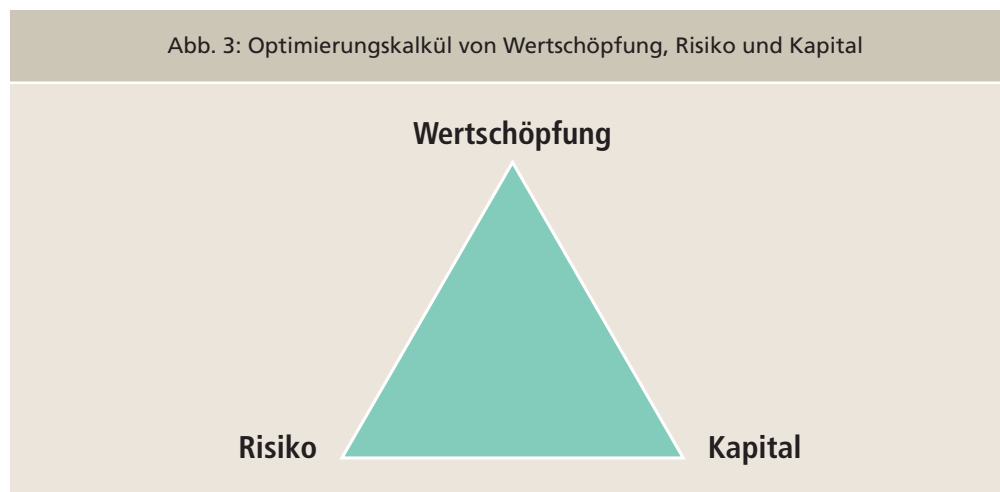 Abb. 3: Optimierungskalkül von Wertschöpfung, Risiko und Kapital
Wertschöpfung
Risiko
Kapital